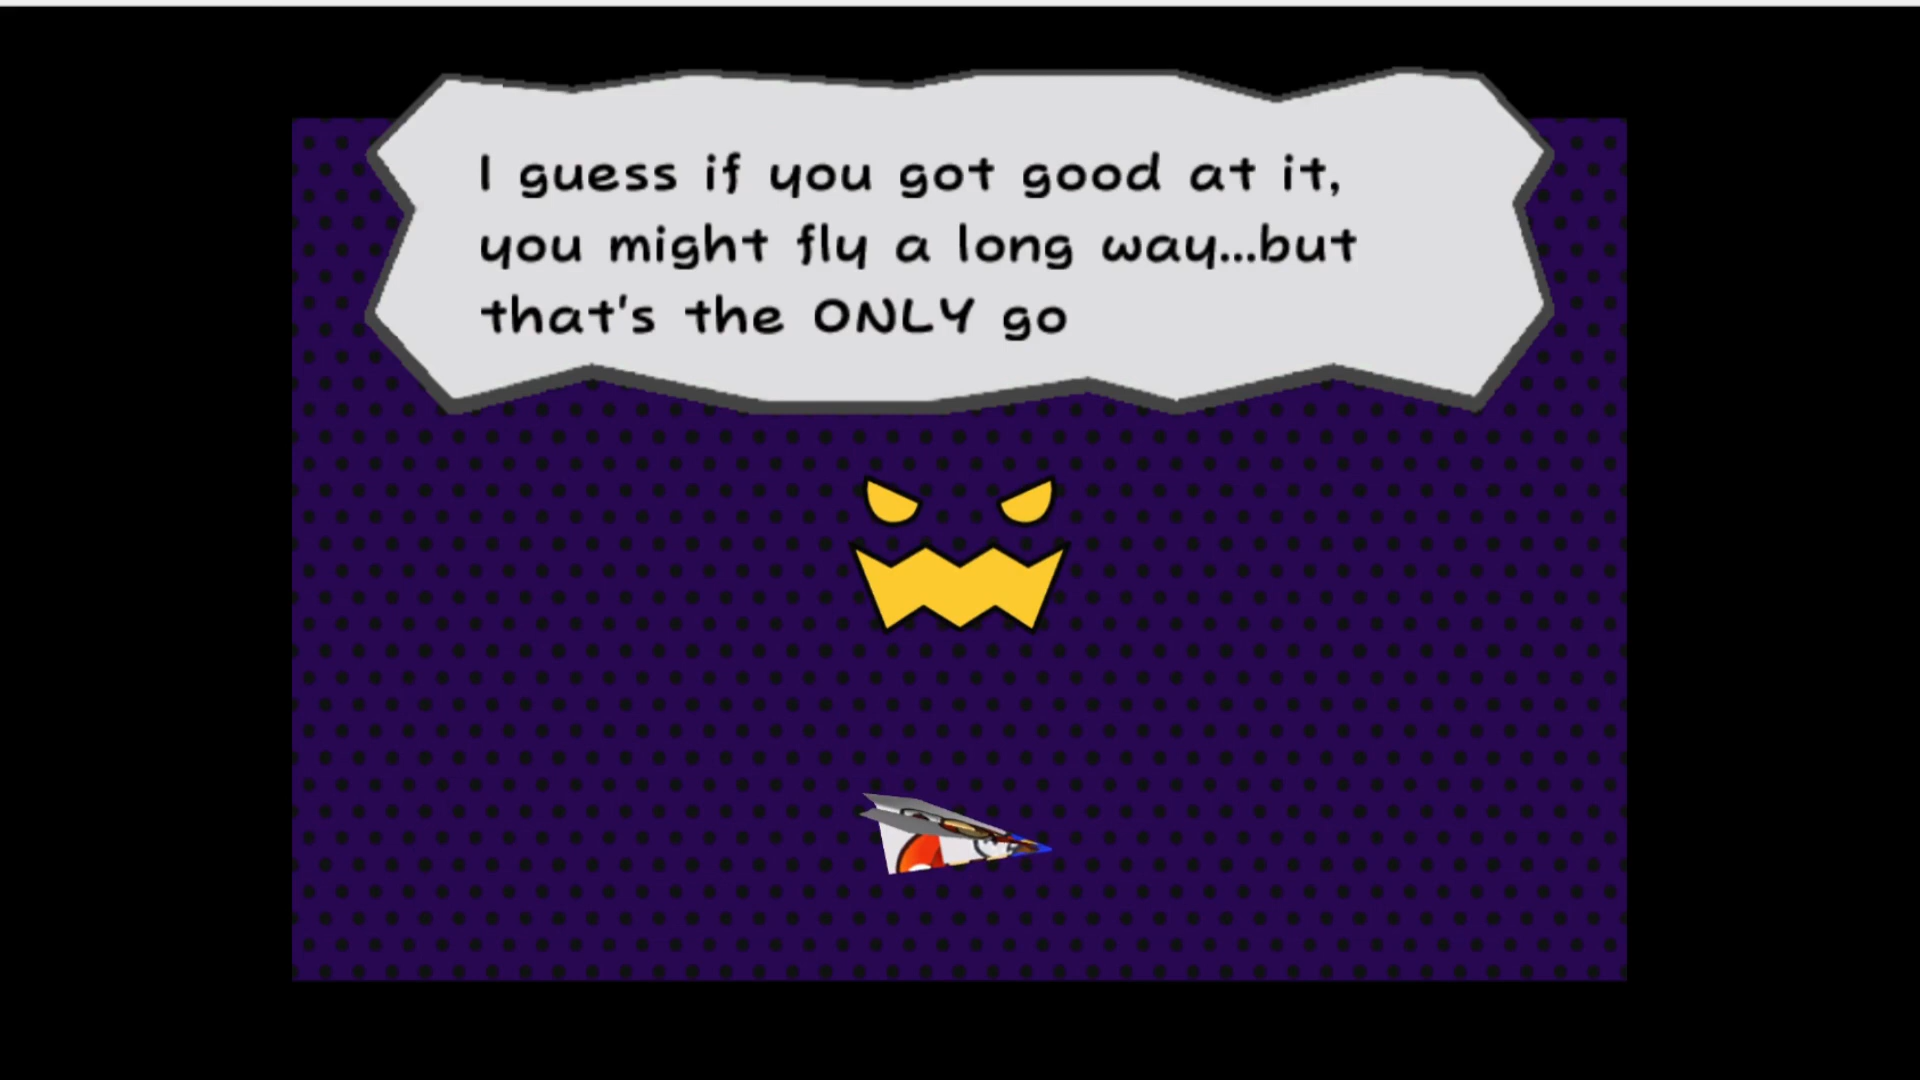 I guess if you got good at it,
you might fly a long way...but
that's the ONLY go